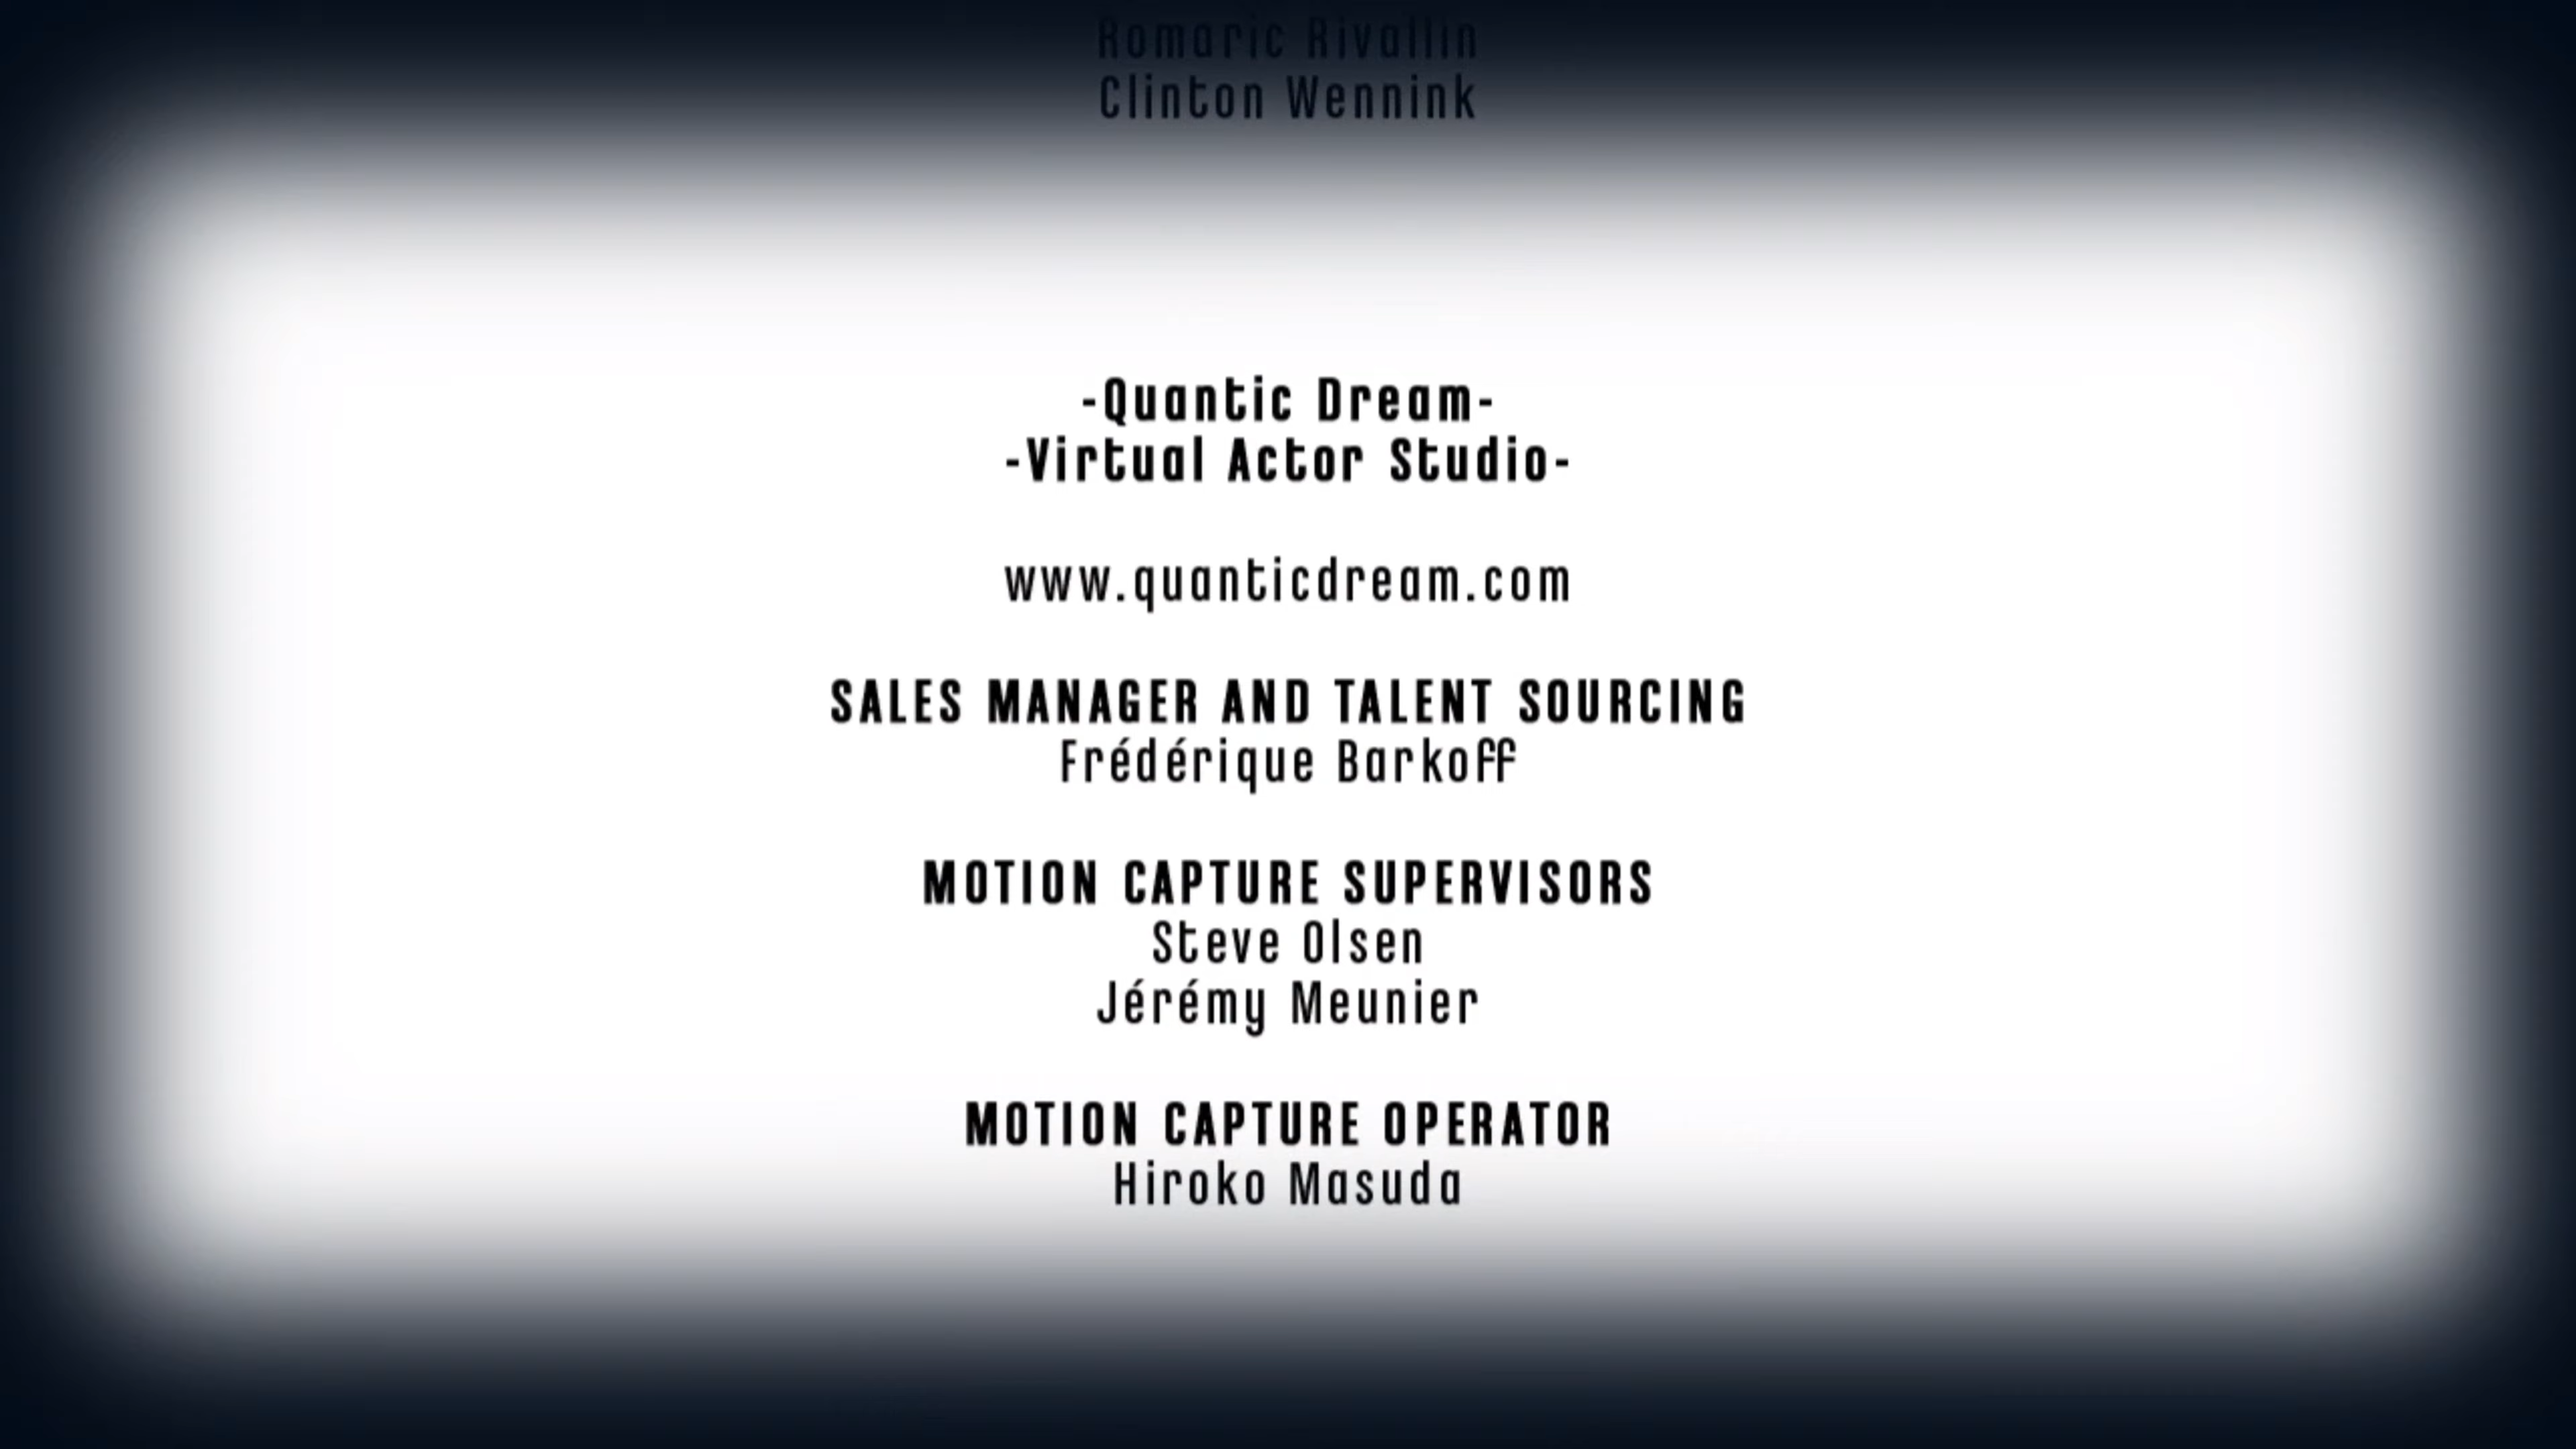 Romaric Rivallin
Clinton Wennink
-Quantic Dream-
-Virtual Actor Studio-
www.quanticdream.com
SALES MANAGER AND TALENT SOURCING
Frédérique Barkoff
MOTION CAPTURE SUPERVISORS
Steve Olsen
Jérémy Meunier
MOTION CAPTURE OPERATOR
Hiroko Masuda